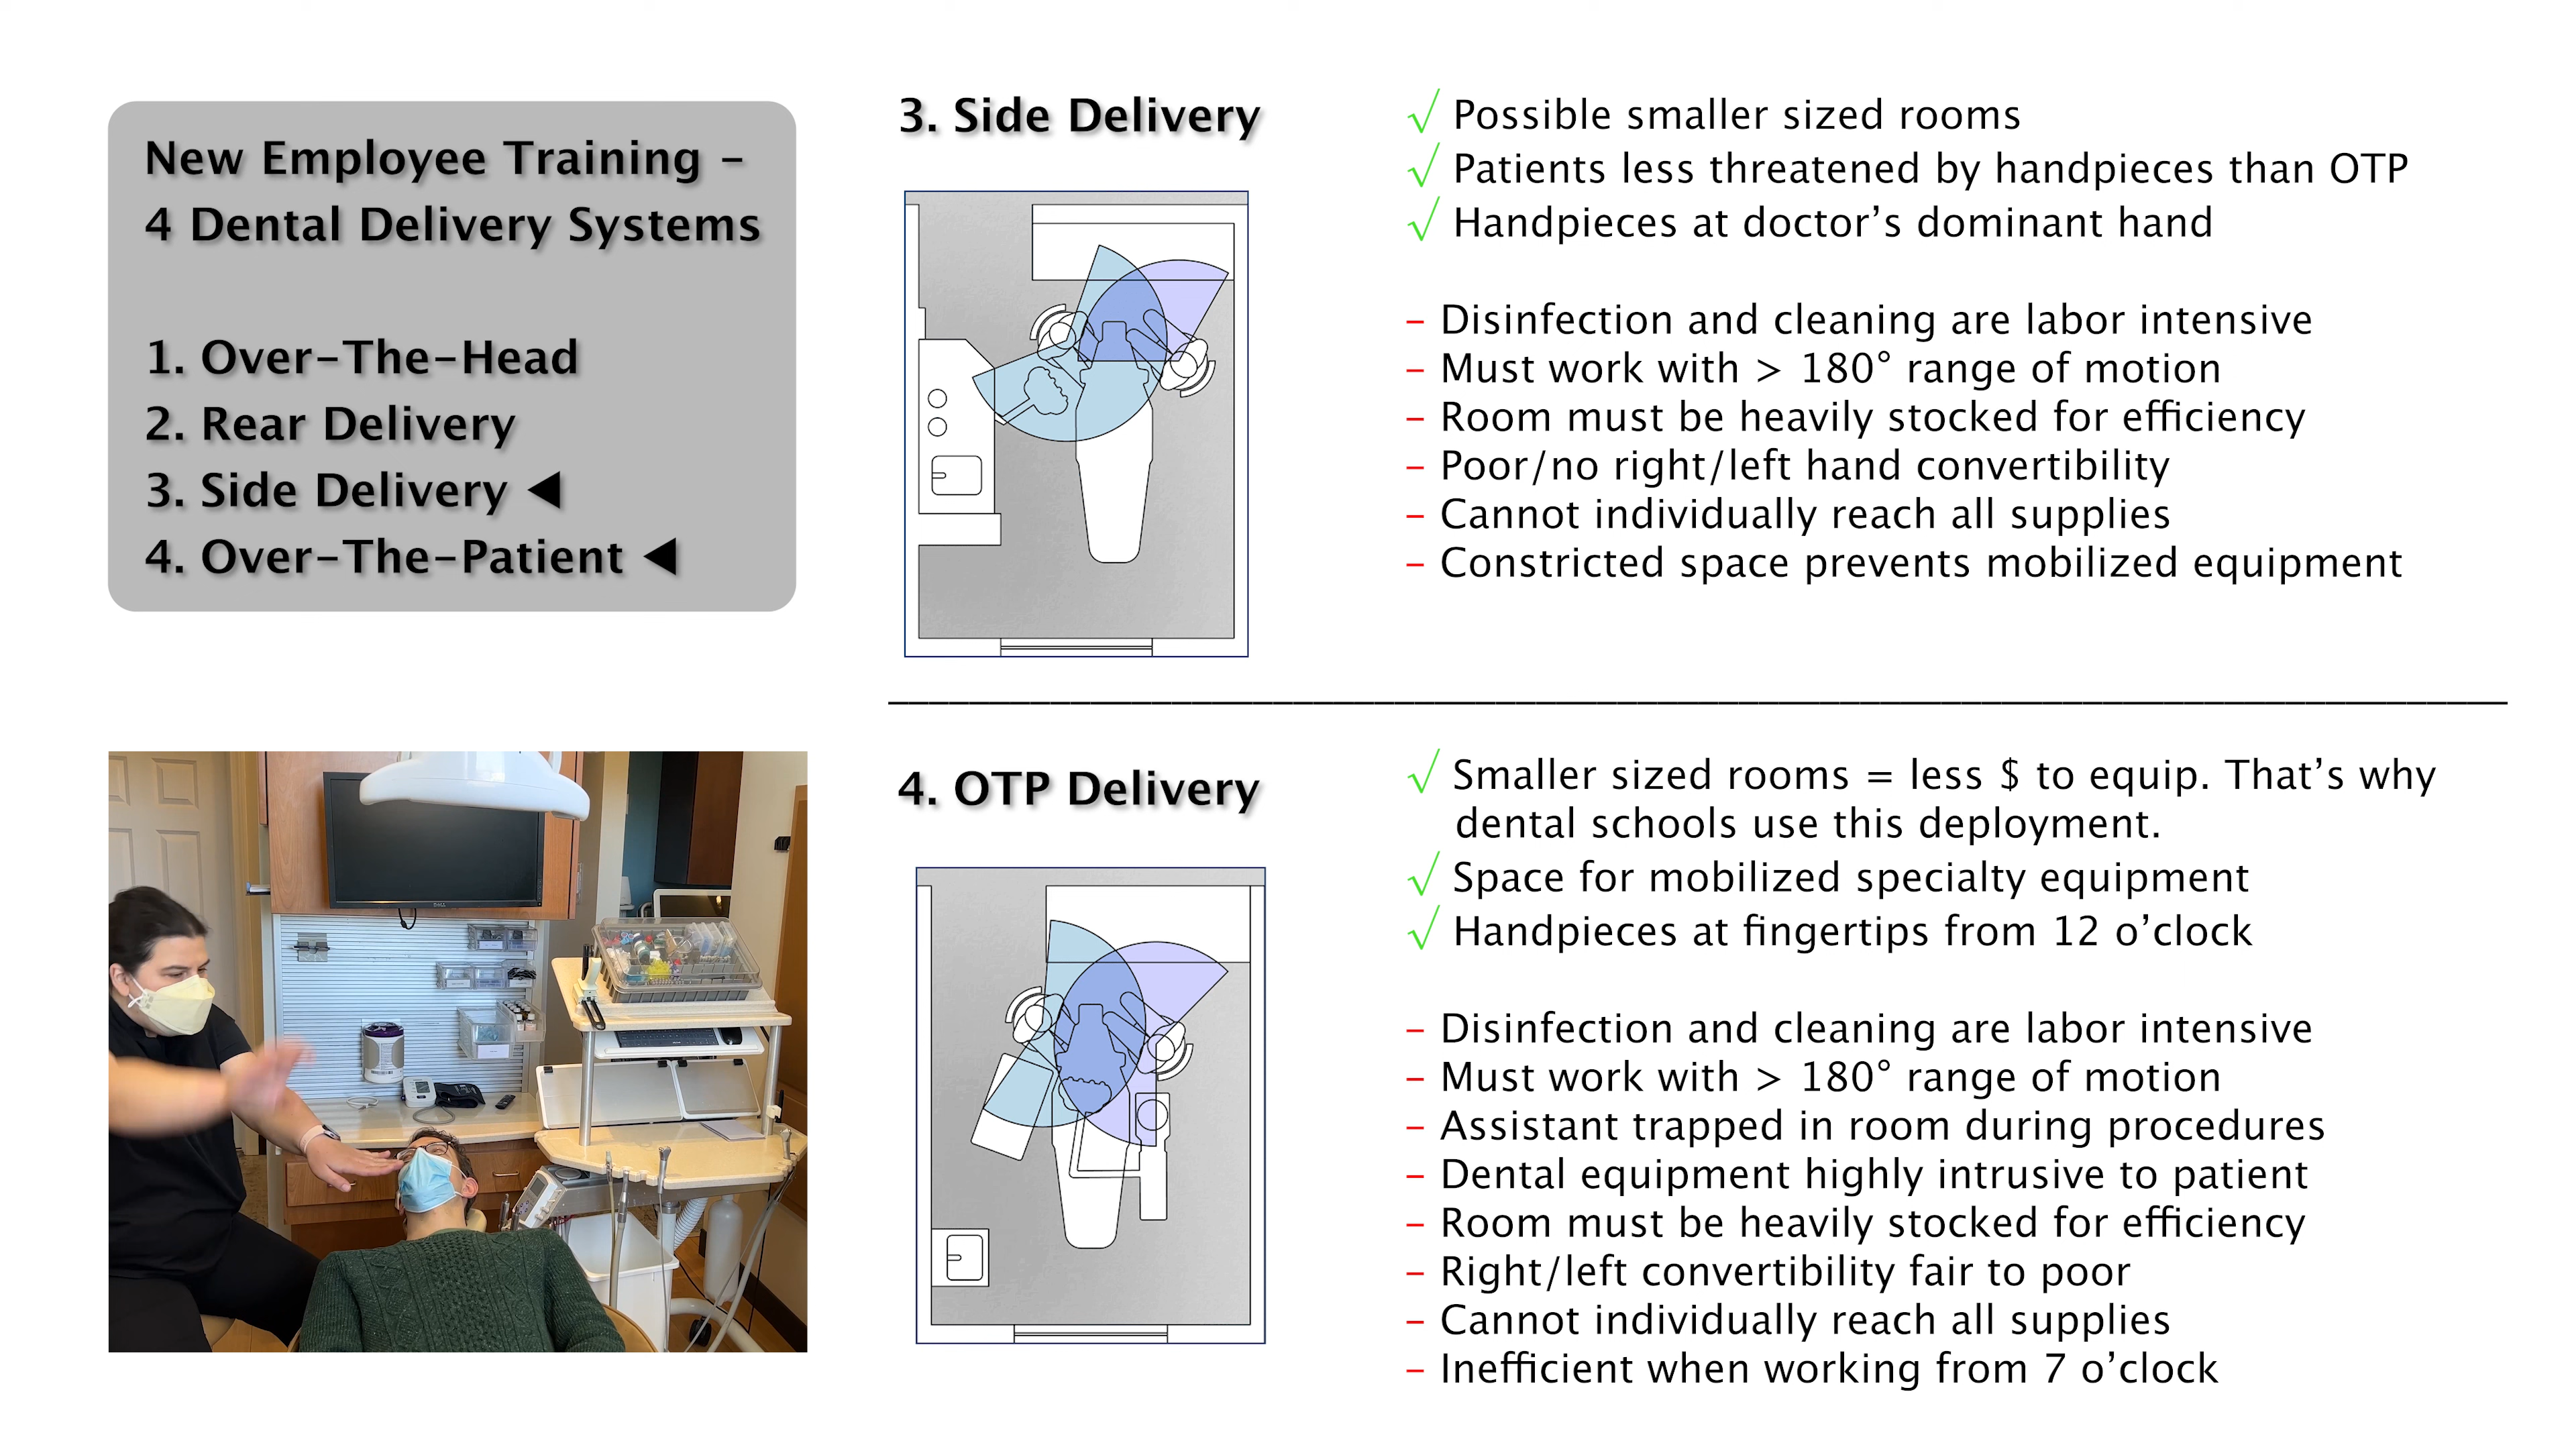 New Employee Training –
4 Dental Delivery Systems
1. Over-The-Head
2. Rear Delivery
3. Side Delivery ◀
4. Over-The-Patient ◀
3. Side Delivery
√ Possible smaller sized rooms
√ Patients less threatened by handpieces than OTP
√ Handpieces at doctor’s dominant hand
– Disinfection and cleaning are labor intensive
– Must work with > 180° range of motion
– Room must be heavily stocked for efficiency
– Poor/no right/left hand convertibility
– Cannot individually reach all supplies
– Constricted space prevents mobilized equipment
4. OTP Delivery
√ Smaller sized rooms = less $ to equip. That’s why
dental schools use this deployment.
√ Space for mobilized specialty equipment
√ Handpieces at fingertips from 12 o’clock
– Disinfection and cleaning are labor intensive
– Must work with > 180° range of motion
– Assistant trapped in room during procedures
– Dental equipment highly intrusive to patient
– Room must be heavily stocked for efficiency
– Right/left convertibility fair to poor
– Cannot individually reach all supplies
– Inefficient when working from 7 o’clock
DELL